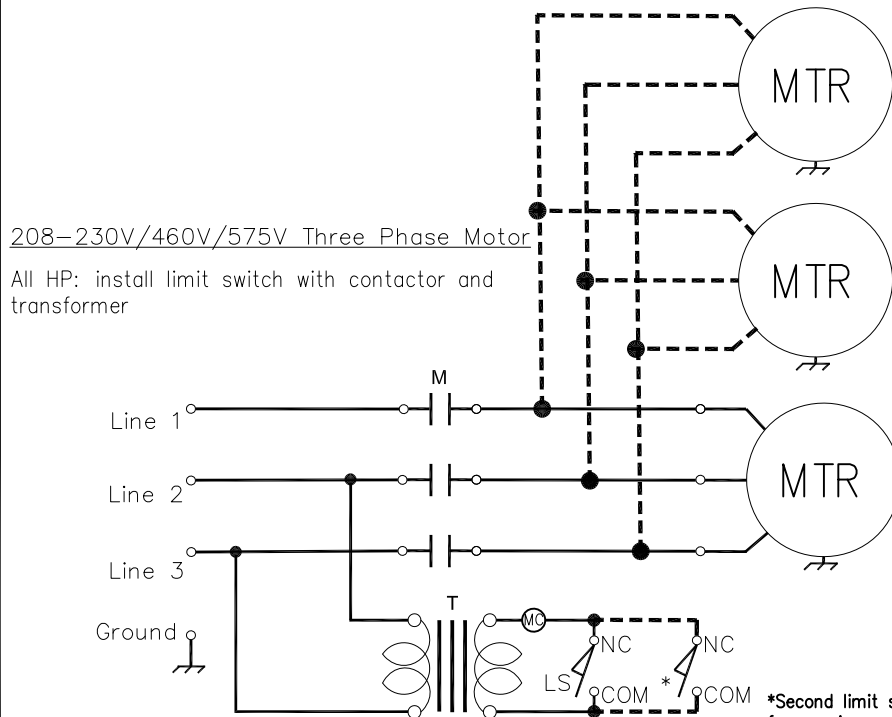 MTR
MTR
208-230V/460V/575V Three Phase Motor
All HP: install limit switch with contactor and
transformer
M
Line 1
Line 2
MTR
Line 3
T
Ground
MC
NC
NC
LS
*
COM
COM
*Second limit s